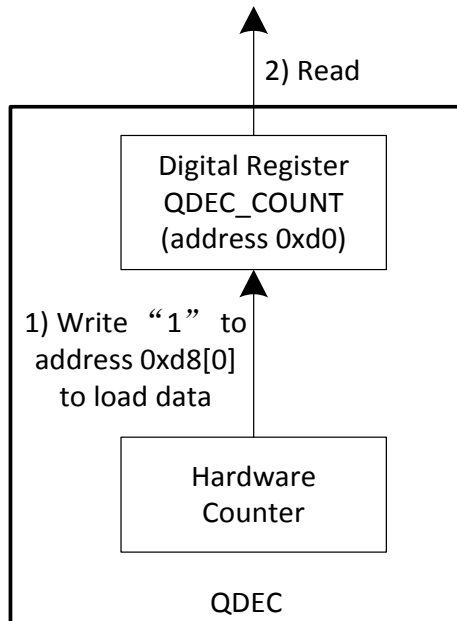 2) Read
Digital Register
QDEC_COUNT
(address 0xd0)
1) Write “1” to
address 0xd8[0]
to load data
Hardware
Counter
QDEC